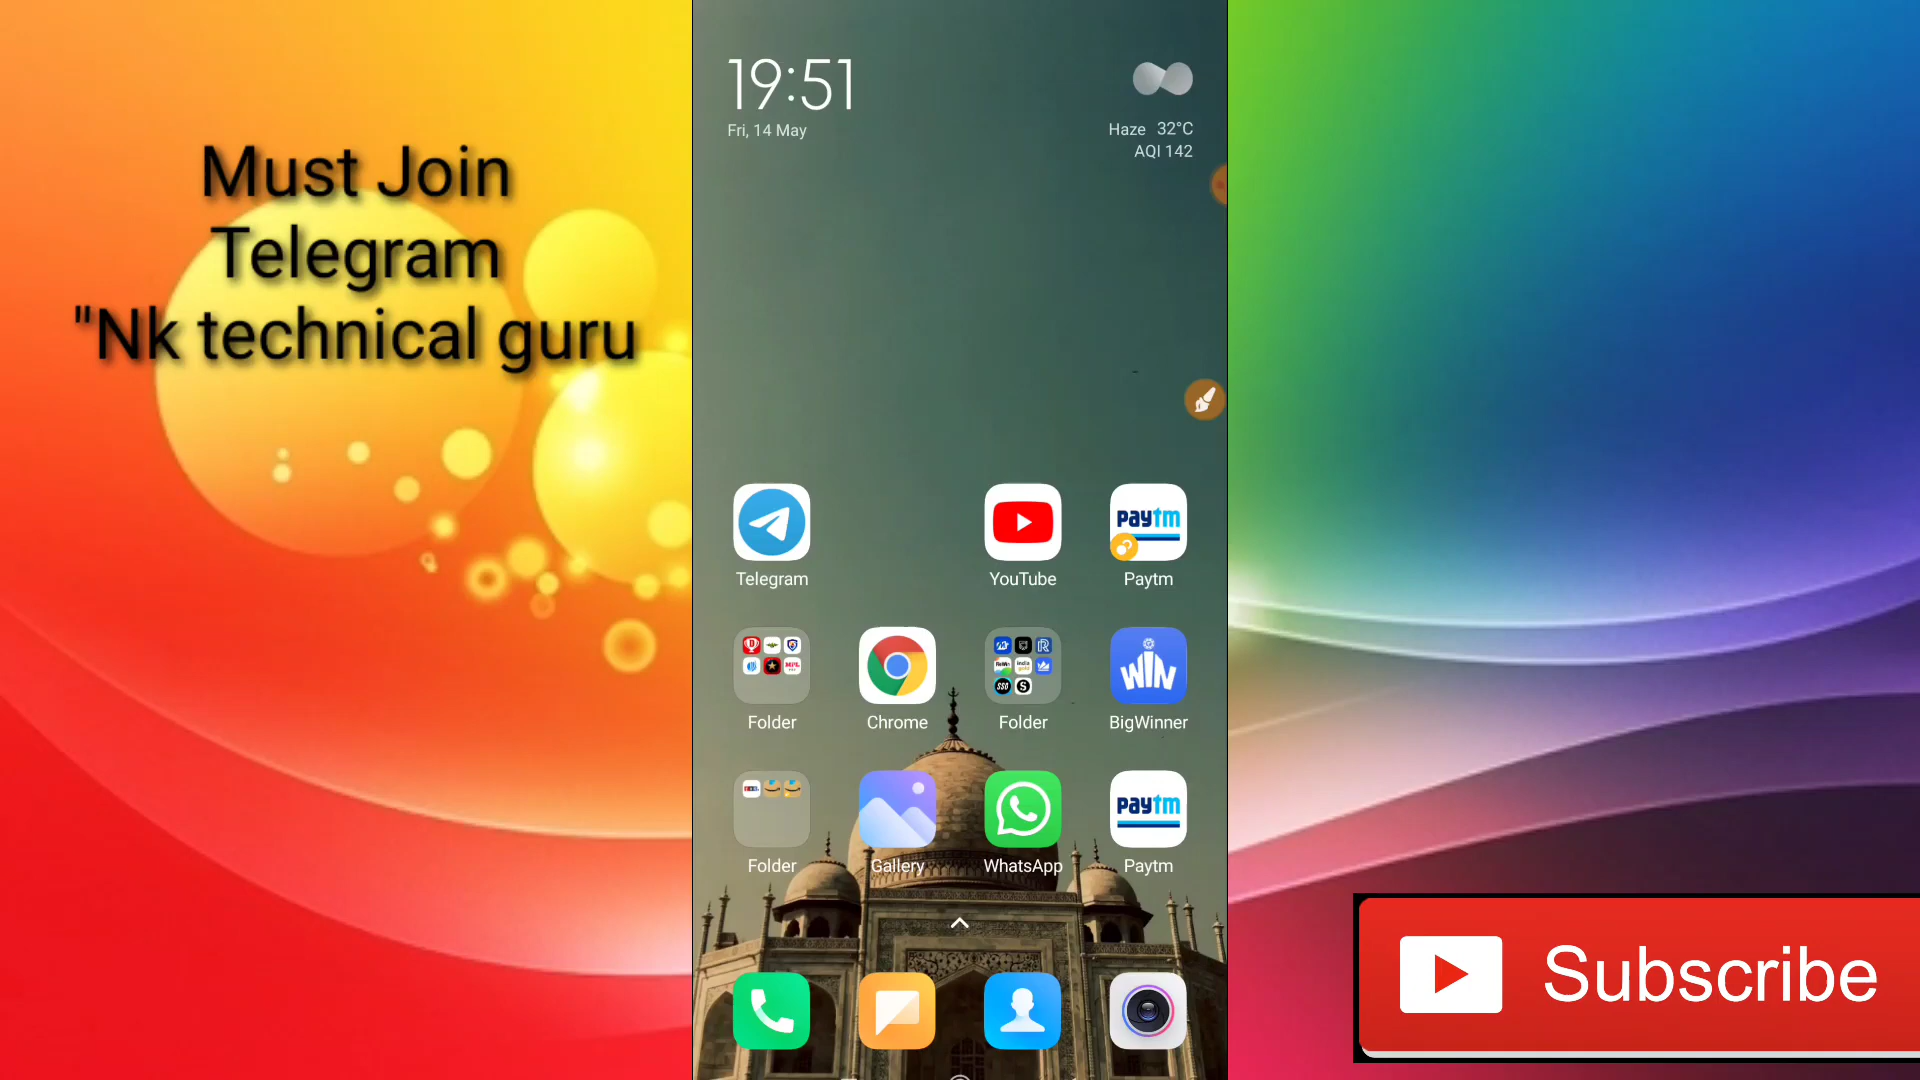 Must Join
Telegram
"Nk technical guru
19:51
Fri, 14 May
Haze 32°C
AQI 142
paytm
Telegram
YouTube
Paytm
WIN
Folder
Chrome
Folder
BigWinner
paytm
Folder
Gallery
WhatsApp
Paytm
Subscribe